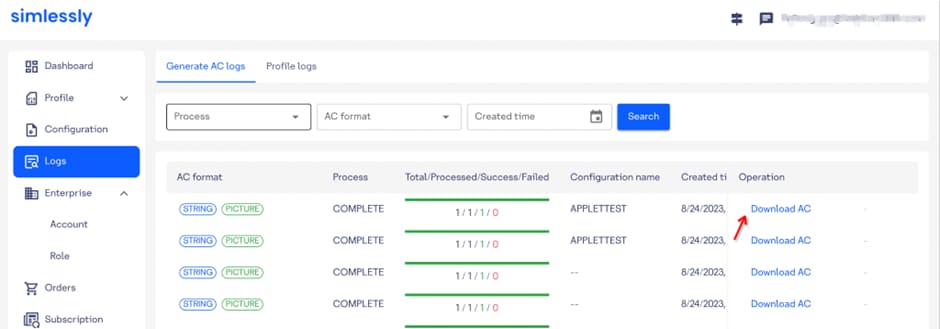 simlessly
Dashboard
Profile
Configuration
Logs
Enterprise
Account
Role
Orders
Subscription
Generate AC logs Profile logs
Process AC format Created time Search
AC format Process Total/Processed/Success/Failed Configuration name Created ti Operation
STRING PICTURE COMPLETE 1 / 1 / 1 / 0 APPLETTEST 8/24/2023, Download AC -
STRING PICTURE COMPLETE 1 / 1 / 1 / 0 APPLETTEST 8/24/2023, Download AC -
STRING PICTURE COMPLETE 1 / 1 / 1 / 0 -- 8/24/2023, Download AC -
STRING PICTURE COMPLETE 1 / 1 / 1 / 0 -- 8/24/2023, Download AC -